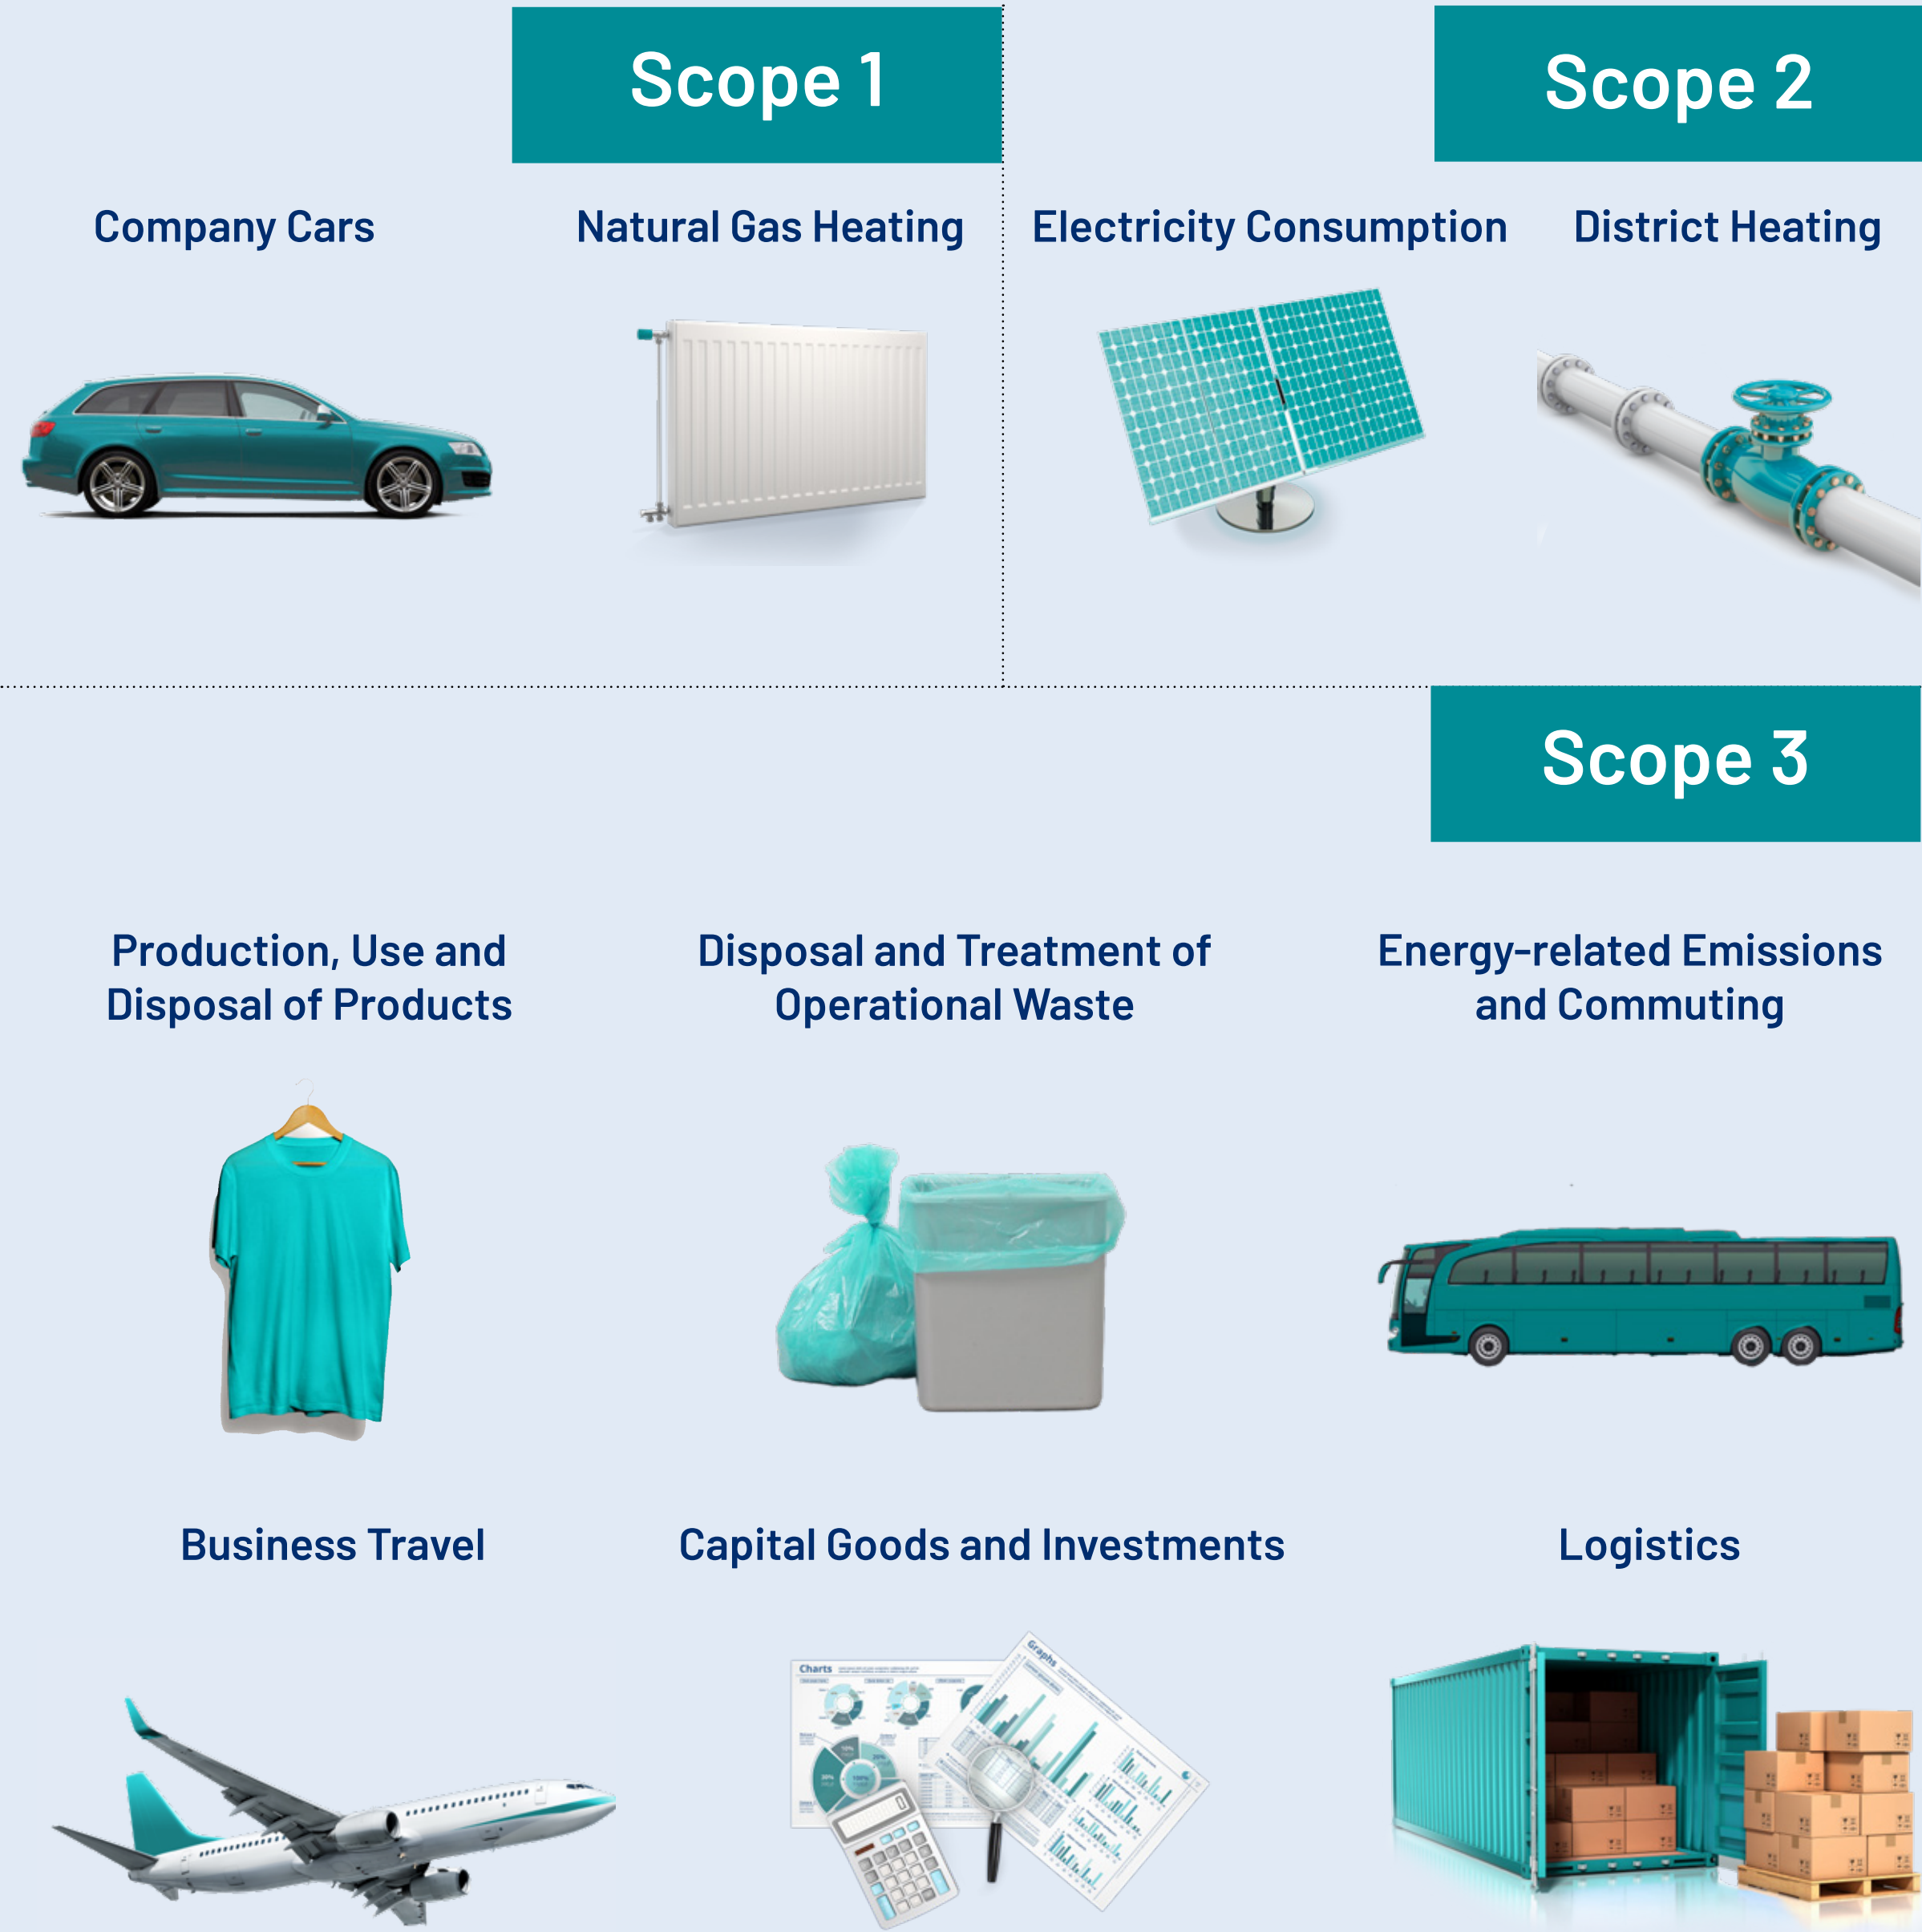 Scope 1
Company Cars
Natural Gas Heating
Scope 2
Electricity Consumption
District Heating
Scope 3
Production, Use and
Disposal of Products
Disposal and Treatment of
Operational Waste
Energy-related Emissions
and Commuting
Business Travel
Capital Goods and Investments
Logistics
Charts
Graphs